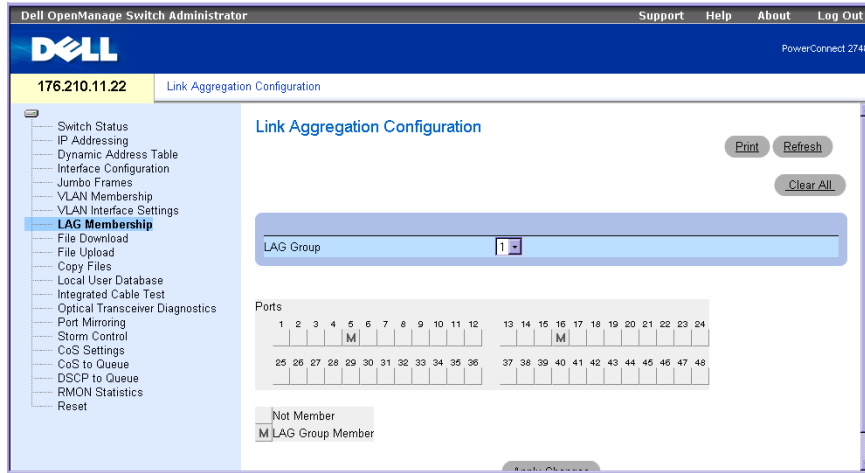 Dell OpenManage Switch Administrator Support Help About Log Out
DELL
PowerConnect 2748
176.210.11.22 Link Aggregation Configuration
Switch Status
IP Addressing
Dynamic Address Table
Interface Configuration
Jumbo Frames
VLAN Membership
VLAN Interface Settings
LAG Membership
File Download
File Upload
Copy Files
Local User Database
Integrated Cable Test
Optical Transceiver Diagnostics
Port Mirroring
Storm Control
CoS Settings
CoS to Queue
DSCP to Queue
RMON Statistics
Reset
Link Aggregation Configuration
Print Refresh
Clear All
LAG Group 1
Ports
1 2 3 4 5 6 7 8 9 10 11 12 13 14 15 16 17 18 19 20 21 22 23 24
M M
25 26 27 28 29 30 31 32 33 34 35 36 37 38 39 40 41 42 43 44 45 46 47 48
Not Member
M LAG Group Member
Apply Changes